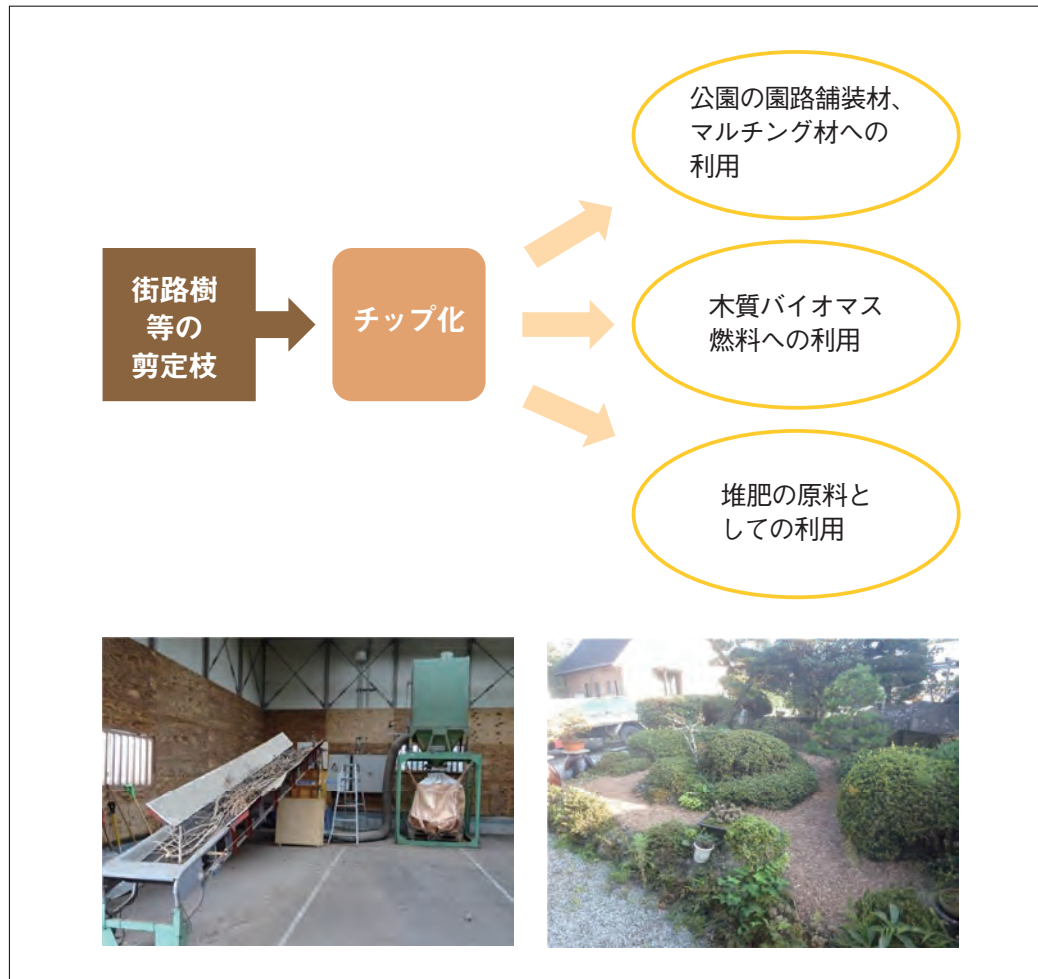 街路樹
等の
剪定枝
チップ化
公園の園路舗装材、
マルチング材への
利用
木質バイオマス
燃料への利用
堆肥の原料と
しての利用